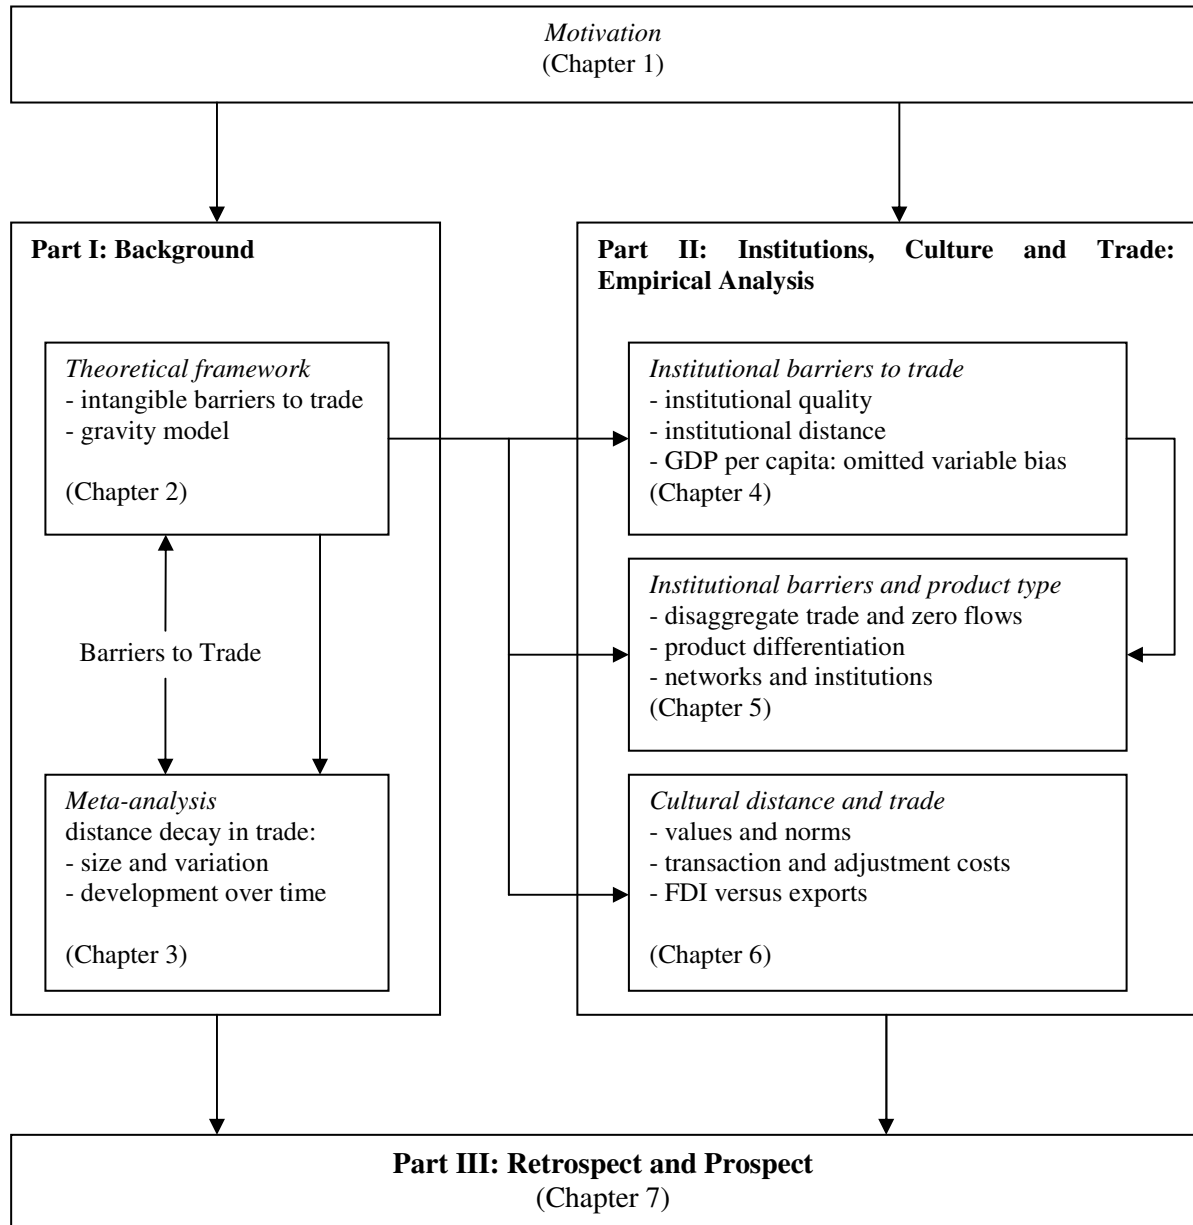 Motivation
(Chapter 1)
Part I: Background
Theoretical framework
- intangible barriers to trade
- gravity model
(Chapter 2)
Barriers to Trade
Meta-analysis
distance decay in trade:
- size and variation
- development over time
(Chapter 3)
Part II: Institutions, Culture and Trade:
Empirical Analysis
Institutional barriers to trade
- institutional quality
- institutional distance
- GDP per capita: omitted variable bias
(Chapter 4)
Institutional barriers and product type
- disaggregate trade and zero flows
- product differentiation
- networks and institutions
(Chapter 5)
Cultural distance and trade
- values and norms
- transaction and adjustment costs
- FDI versus exports
(Chapter 6)
Part III: Retrospect and Prospect
(Chapter 7)